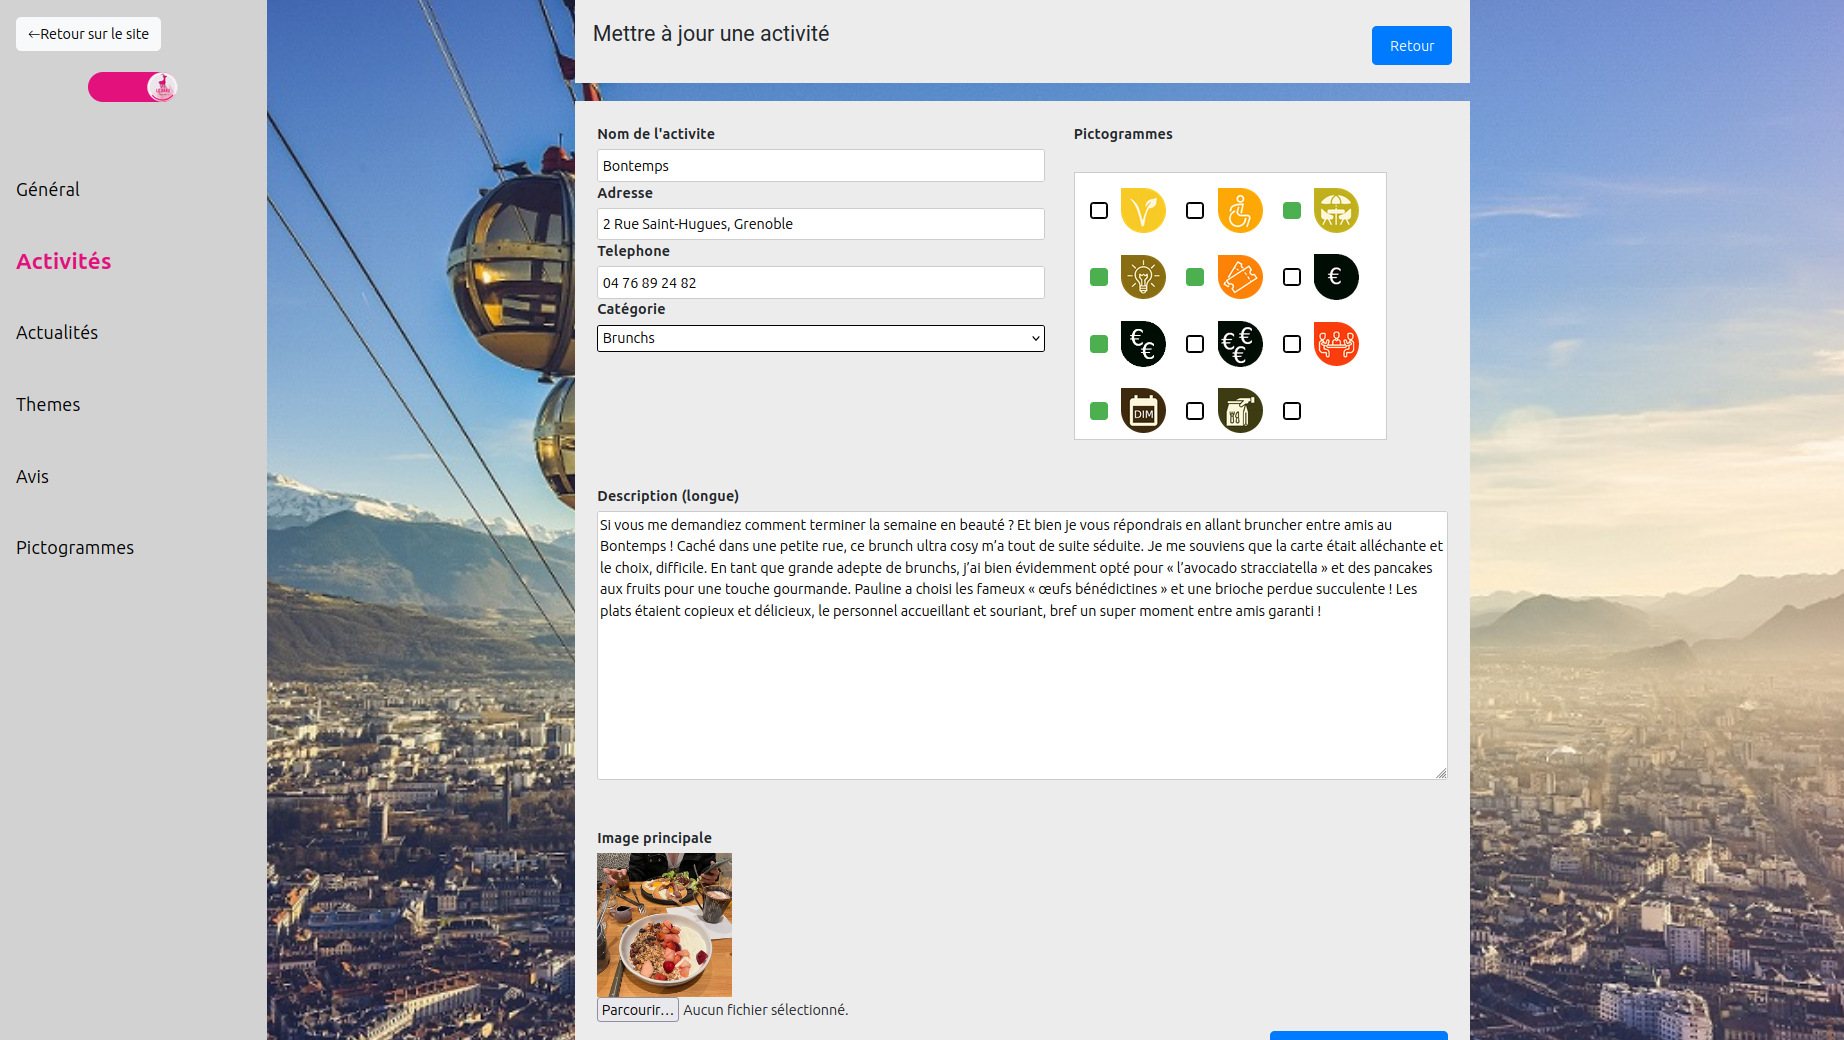 ←Retour sur le site
Général
Activités
Actualités
Themes
Avis
Pictogrammes
Mettre à jour une activité
Retour
Nom de l'activite
Bontemps
Adresse
2 Rue Saint-Hugues, Grenoble
Telephone
04 76 89 24 82
Catégorie
Brunchs
Pictogrammes
€
€€
€€€
DIM
Description (longue)
Si vous me demandiez comment terminer la semaine en beauté ? Et bien je vous répondrais en allant bruncher entre amis au
Bontemps ! Caché dans une petite rue, ce brunch ultra cosy m’a tout de suite séduite. Je me souviens que la carte était alléchante et
le choix, difficile. En tant que grande adepte de brunchs, j’ai bien évidemment opté pour « l’avocado stracciatella » et des pancakes
aux fruits pour une touche gourmande. Pauline a choisi les fameux « œufs bénédictines » et une brioche perdue succulente ! Les
plats étaient copieux et délicieux, le personnel accueillant et souriant, bref un super moment entre amis garanti !
Image principale
Parcourir... Aucun fichier sélectionné.